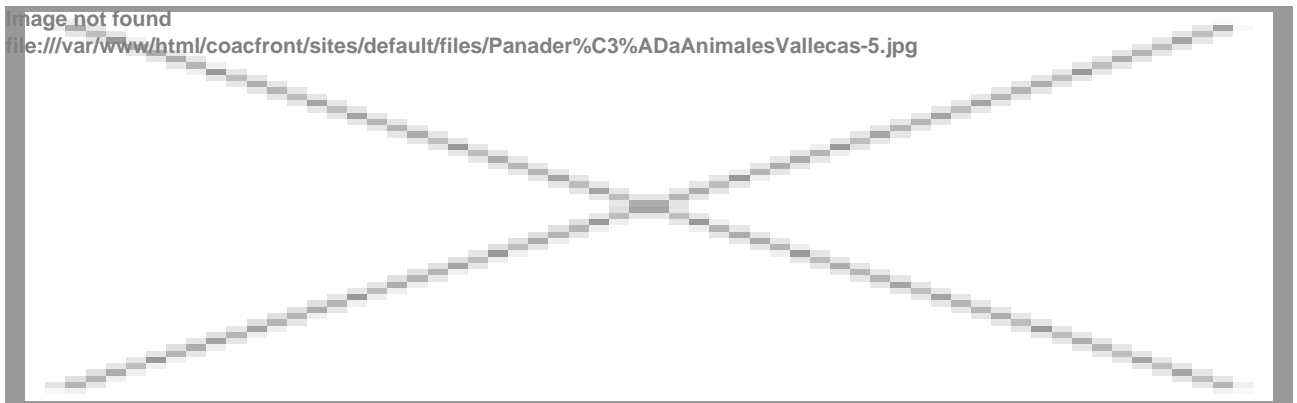 Image not found
file:///var/www/html/coacfront/sites/default/files/Panader%C3%ADaAnimalesVallecas-5.jpg